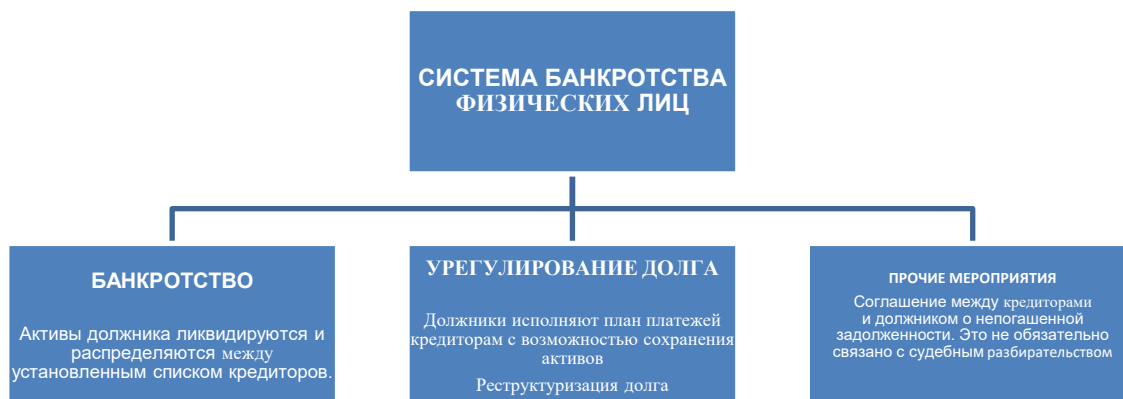 СИСТЕМА БАНКРОТСТВА
ФИЗИЧЕСКИХ ЛИЦ
БАНКРОТСТВО
Активы должника ликвидируются и
распределяются между
установленным списком кредиторов.
УРЕГУЛИРОВАНИЕ ДОЛГА
Должники исполняют план платежей
кредиторам с возможностью сохранения
активов
Реструктуризация долга
ПРОЧИЕ МЕРОПРИЯТИЯ
Соглашение между кредиторами
и должником о непогашенной
задолженности. Это не обязательно
связано с судебным разбирательством